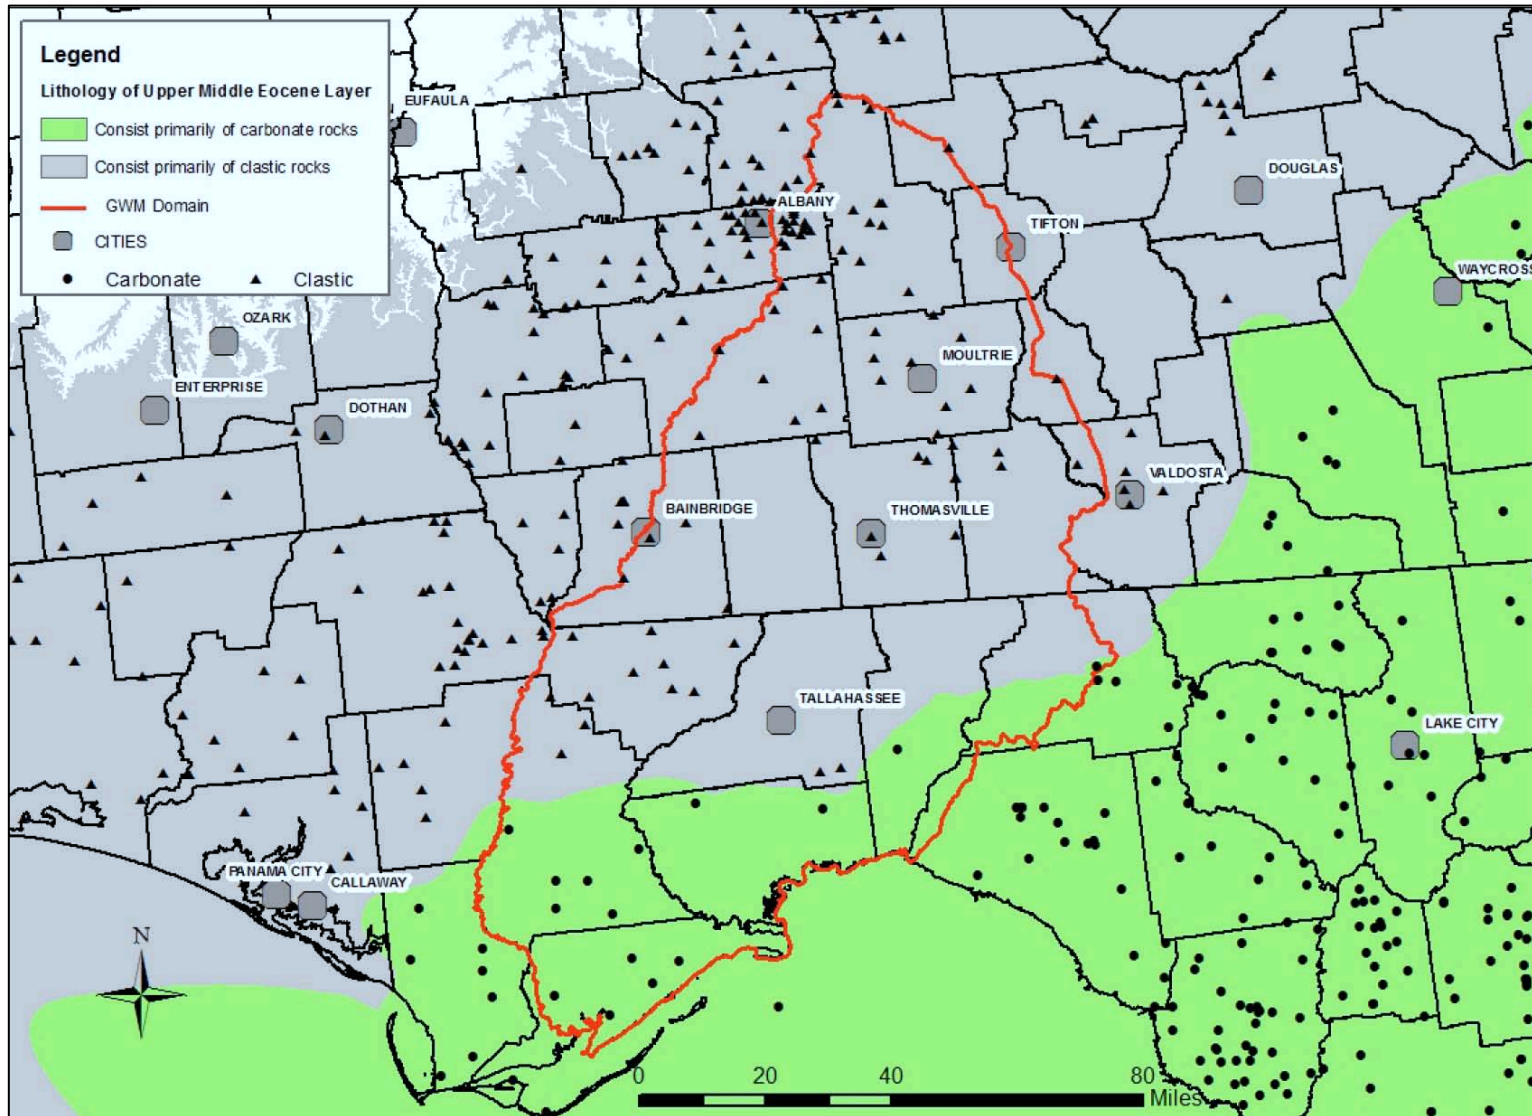 Legend
Lithology of Upper Middle Eocene Layer
Consist primarily of carbonate rocks
Consist primarily of clastic rocks
GWM Domain
CITIES
Carbonate Clastic
EUFAULA
DOUGLAS
ALBANY
TIFTON
WAYCROSS
OZARK
MOULTRIE
ENTERPRISE
DOTHAN
VALDOSTA
BAINBRIDGE
THOMASVILLE
TALLAHASSEE
LAKE CITY
PANAMA CITY
CALLAWAY
N
0 20 40 80
Miles